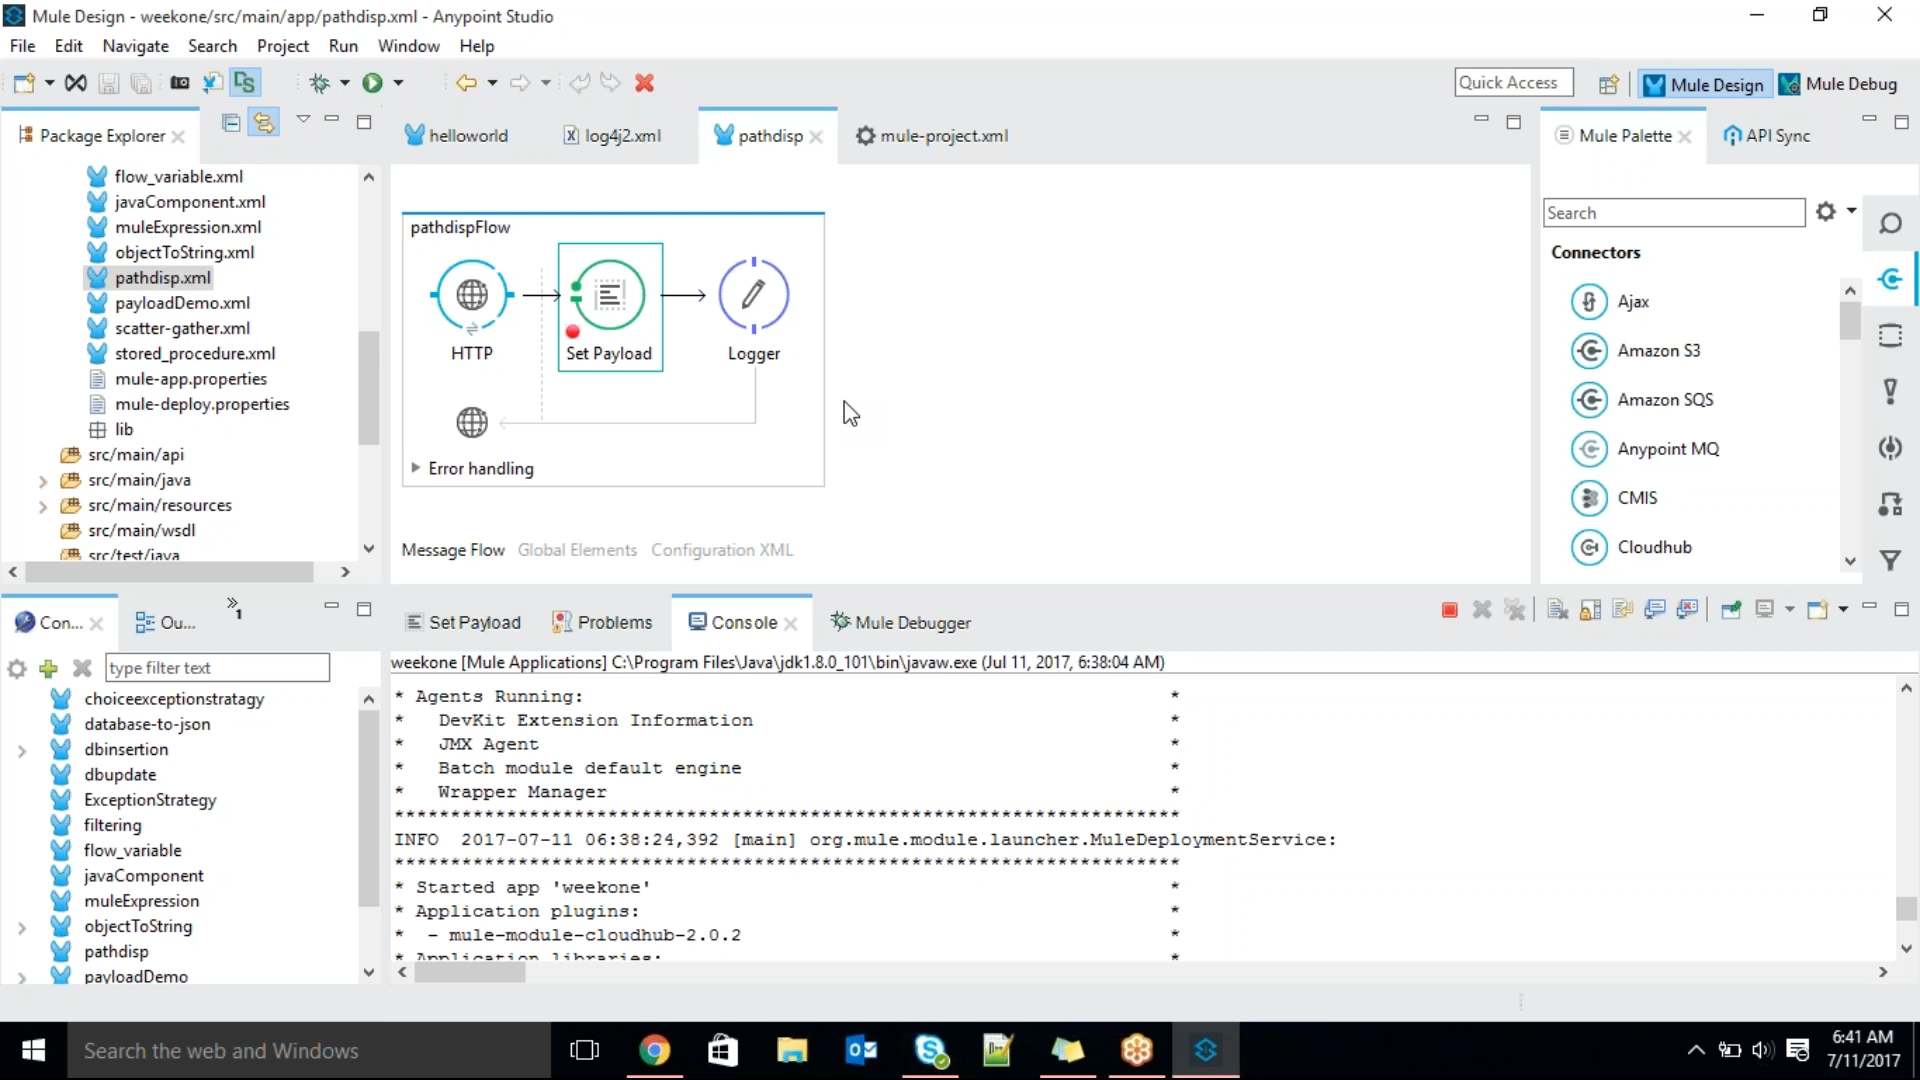 Mule Design - weekone/src/main/app/pathdisp.xml - Anypoint Studio
File Edit Navigate Search Project Run Window Help
Quick Access
Mule Design
Mule Debug
Package Explorer
flow_variable.xml
javaComponent.xml
muleExpression.xml
objectToString.xml
pathdisp.xml
payloadDemo.xml
scatter-gather.xml
stored_procedure.xml
mule-app.properties
mule-deploy.properties
lib
src/main/api
src/main/java
src/main/resources
src/main/wsdl
src/test/java
helloworld
log4j2.xml
pathdisp
mule-project.xml
pathdispFlow
HTTP
Set Payload
Logger
Error handling
Message Flow Global Elements Configuration XML
Mule Palette
API Sync
Search
Connectors
Ajax
Amazon S3
Amazon SQS
Anypoint MQ
CMIS
Cloudhub
Con...
Ou...
1
type filter text
choiceexceptionstratagy
database-to-json
dbinsertion
dbupdate
ExceptionStrategy
filtering
flow_variable
javaComponent
muleExpression
objectToString
pathdisp
payloadDemo
Set Payload
Problems
Console
Mule Debugger
weekone [Mule Applications] C:\Program Files\Java\jdk1.8.0_101\bin\javaw.exe (Jul 11, 2017, 6:38:04 AM)
* Agents Running: *
* DevKit Extension Information *
* JMX Agent *
* Batch module default engine *
* Wrapper Manager *
**********************************************************************
INFO 2017-07-11 06:38:24,392 [main] org.mule.module.launcher.MuleDeploymentService:
**********************************************************************
* Started app 'weekone' *
* Application plugins: *
* - mule-module-cloudhub-2.0.2 *
* Application libraries: *
Search the web and Windows
6:41 AM
7/11/2017